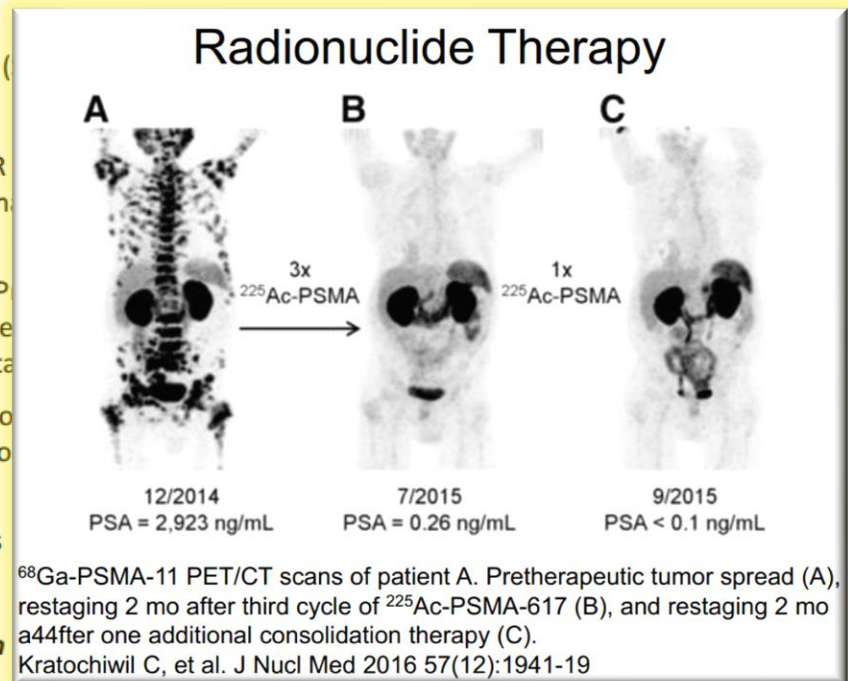 Radionuclide Therapy
A
B
C
3x
²²⁵Ac-PSMA
1x
²²⁵Ac-PSMA
12/2014
PSA = 2,923 ng/mL
7/2015
PSA = 0.26 ng/mL
9/2015
PSA < 0.1 ng/mL
⁶⁸Ga-PSMA-11 PET/CT scans of patient A. Pretherapeutic tumor spread (A),
restaging 2 mo after third cycle of ²²⁵Ac-PSMA-617 (B), and restaging 2 mo
a44fter one additional consolidation therapy (C).
Kratochiwil C, et al. J Nucl Med 2016 57(12):1941-19